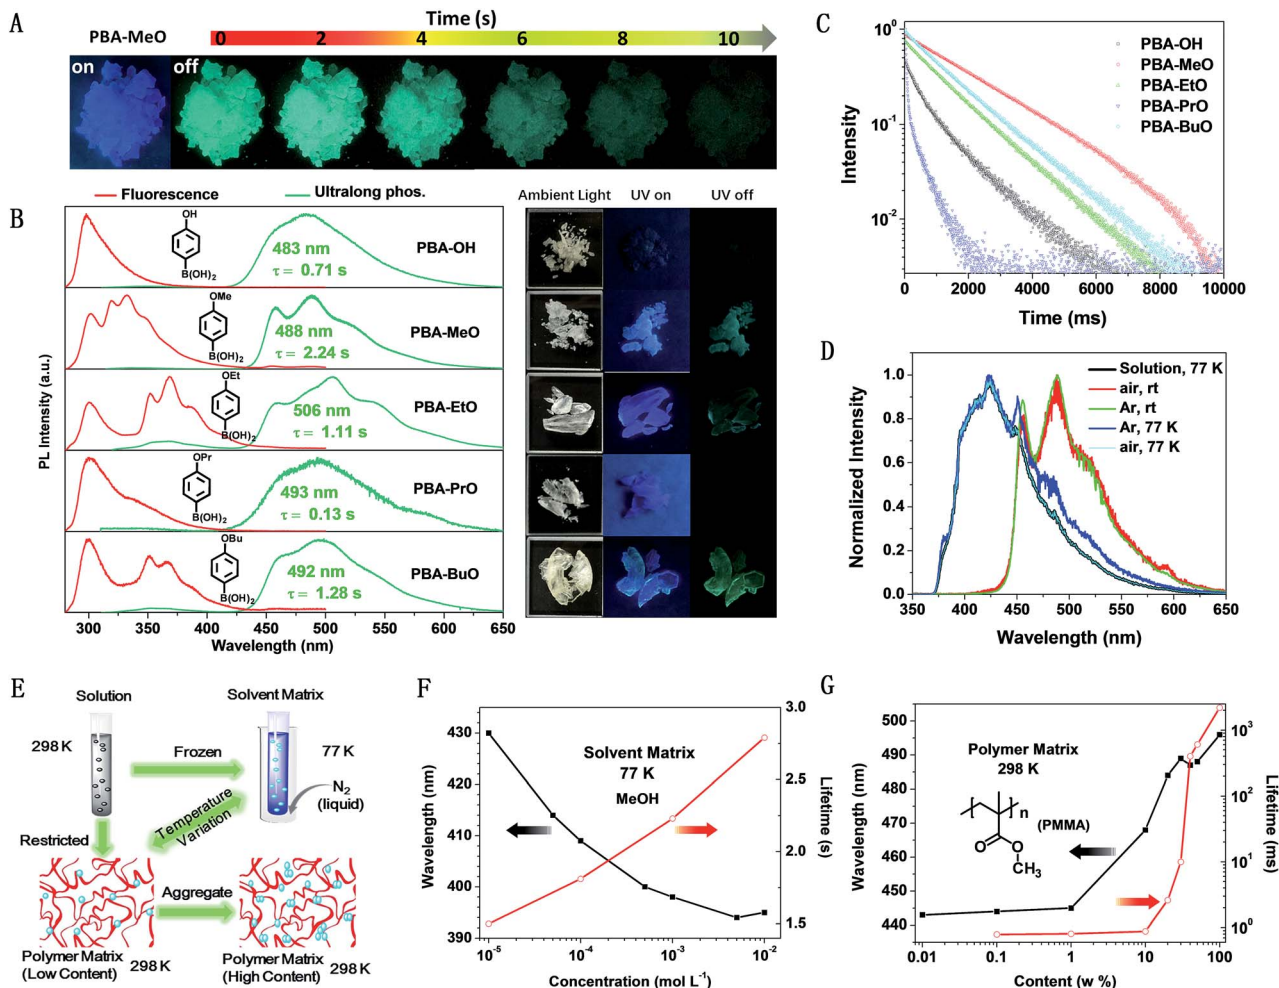 A
Time (s)
PBA-MeO
0 2 4 6 8 10
on
off
B
Fluorescence
Ultralong phos.
Ambient Light UV on UV off
PL Intensity (a.u.)
OH
B(OH)2
483 nm
τ = 0.71 s
PBA-OH
OMe
B(OH)2
488 nm
τ = 2.24 s
PBA-MeO
OEt
B(OH)2
506 nm
τ = 1.11 s
PBA-EtO
OPr
B(OH)2
493 nm
τ = 0.13 s
PBA-PrO
OBu
B(OH)2
492 nm
τ = 1.28 s
PBA-BuO
300 350 400 450 500 550 600 650
Wavelength (nm)
C
Intensity
10^0
10^-1
10^-2
PBA-OH
PBA-MeO
PBA-EtO
PBA-PrO
PBA-BuO
0 2000 4000 6000 8000 10000
Time (ms)
D
Normalized Intensity
1.0
0.8
0.6
0.4
0.2
0.0
Solution, 77 K
air, rt
Ar, rt
Ar, 77 K
air, 77 K
350 400 450 500 550 600 650
Wavelength (nm)
E
Solution
Solvent Matrix
298 K
Frozen
77 K
N2
(liquid)
Temperature
Variation
Restricted
Aggregate
Polymer Matrix
(Low Content)
298 K
Polymer Matrix
(High Content)
298 K
F
Wavelength (nm)
430
420
410
400
390
Solvent Matrix
77 K
MeOH
3.0
2.5
2.0
1.5
Lifetime (s)
10^-5 10^-4 10^-3 10^-2
Concentration (mol L^-1)
G
Wavelength (nm)
500
490
480
470
460
450
440
Polymer Matrix
298 K
n
(PMMA)
O
O
CH3
10^3
10^2
10^1
10^0
Lifetime (ms)
0.01 0.1 1 10 100
Content (w %)